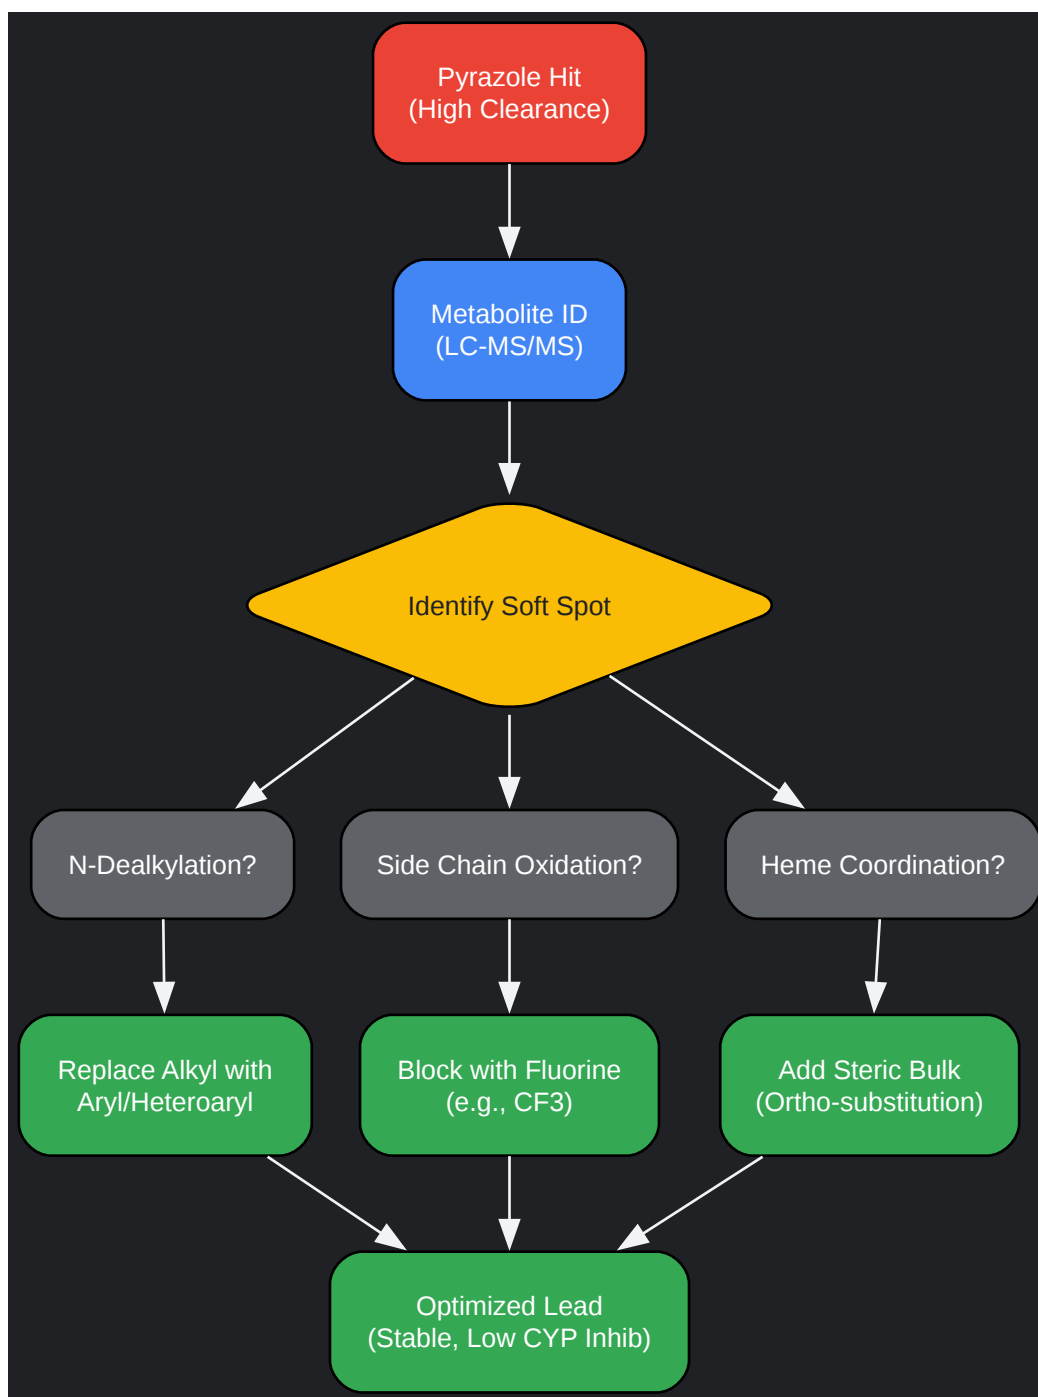 Pyrazole Hit
(High Clearance)
Metabolite ID
(LC-MS/MS)
Identify Soft Spot
N-Dealkylation?
Side Chain Oxidation?
Heme Coordination?
Replace Alkyl with
Aryl/Heteroaryl
Block with Fluorine
(e.g., CF3)
Add Steric Bulk
(Ortho-substitution)
Optimized Lead
(Stable, Low CYP Inhib)